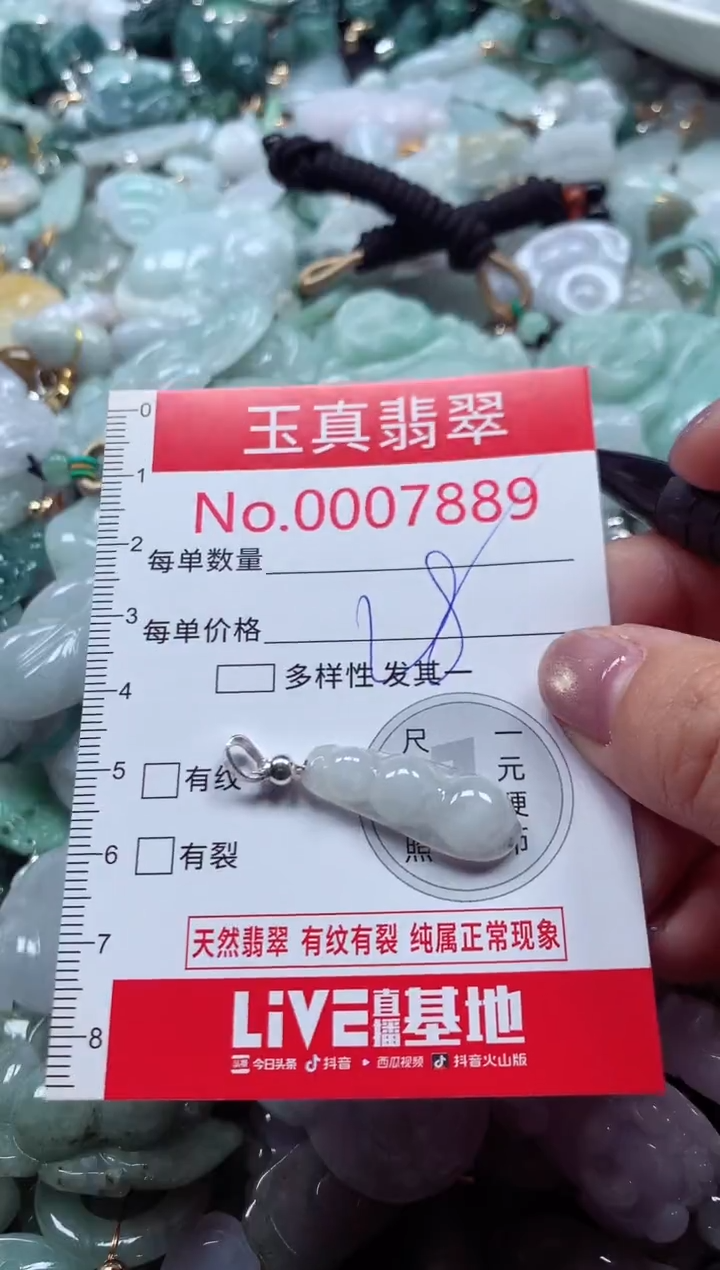 0
玉真翡翠
1
No.0007889
2
每单数量
3
每单价格
多样性 发其一
4
5
有纹
尺 一元硬币
照
6
有裂
天然翡翠 有纹有裂 纯属正常现象
7
LiVE直播基地
8
头条 今日头条 抖音 西瓜视频 抖音火山版